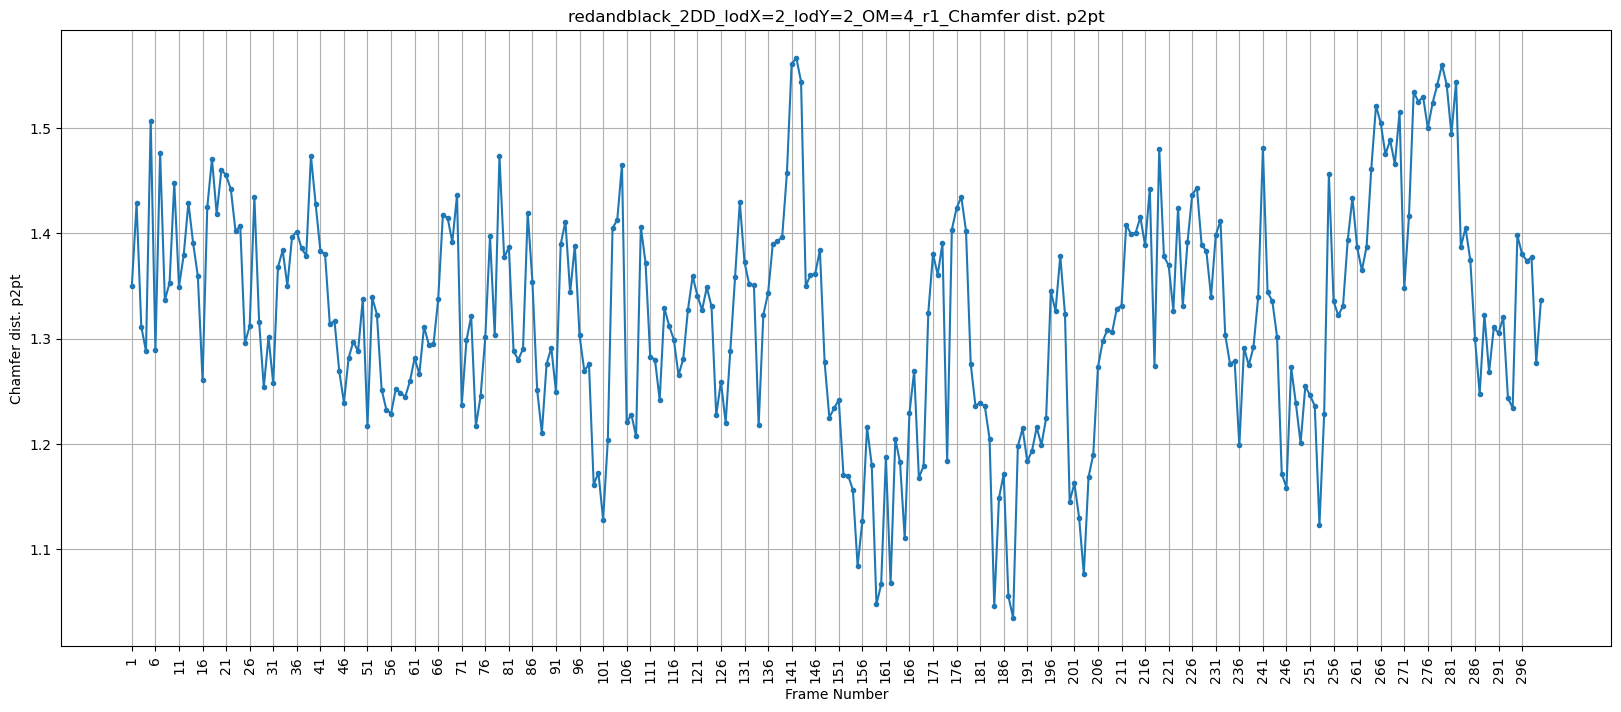 redandblack_2DD_lodX=2_lodY=2_OM=4_r1_Chamfer dist. p2pt
Chamfer dist. p2pt
1.5
1.4
1.3
1.2
1.1
1 6 11 16 21 26 31 36 41 46 51 56 61 66 71 76 81 86 91 96 101 106 111 116 121 126 131 136 141 146 151 156 161 166 171 176 181 186 191 196 201 206 211 216 221 226 231 236 241 246 251 256 261 266 271 276 281 286 291 296
Frame Number